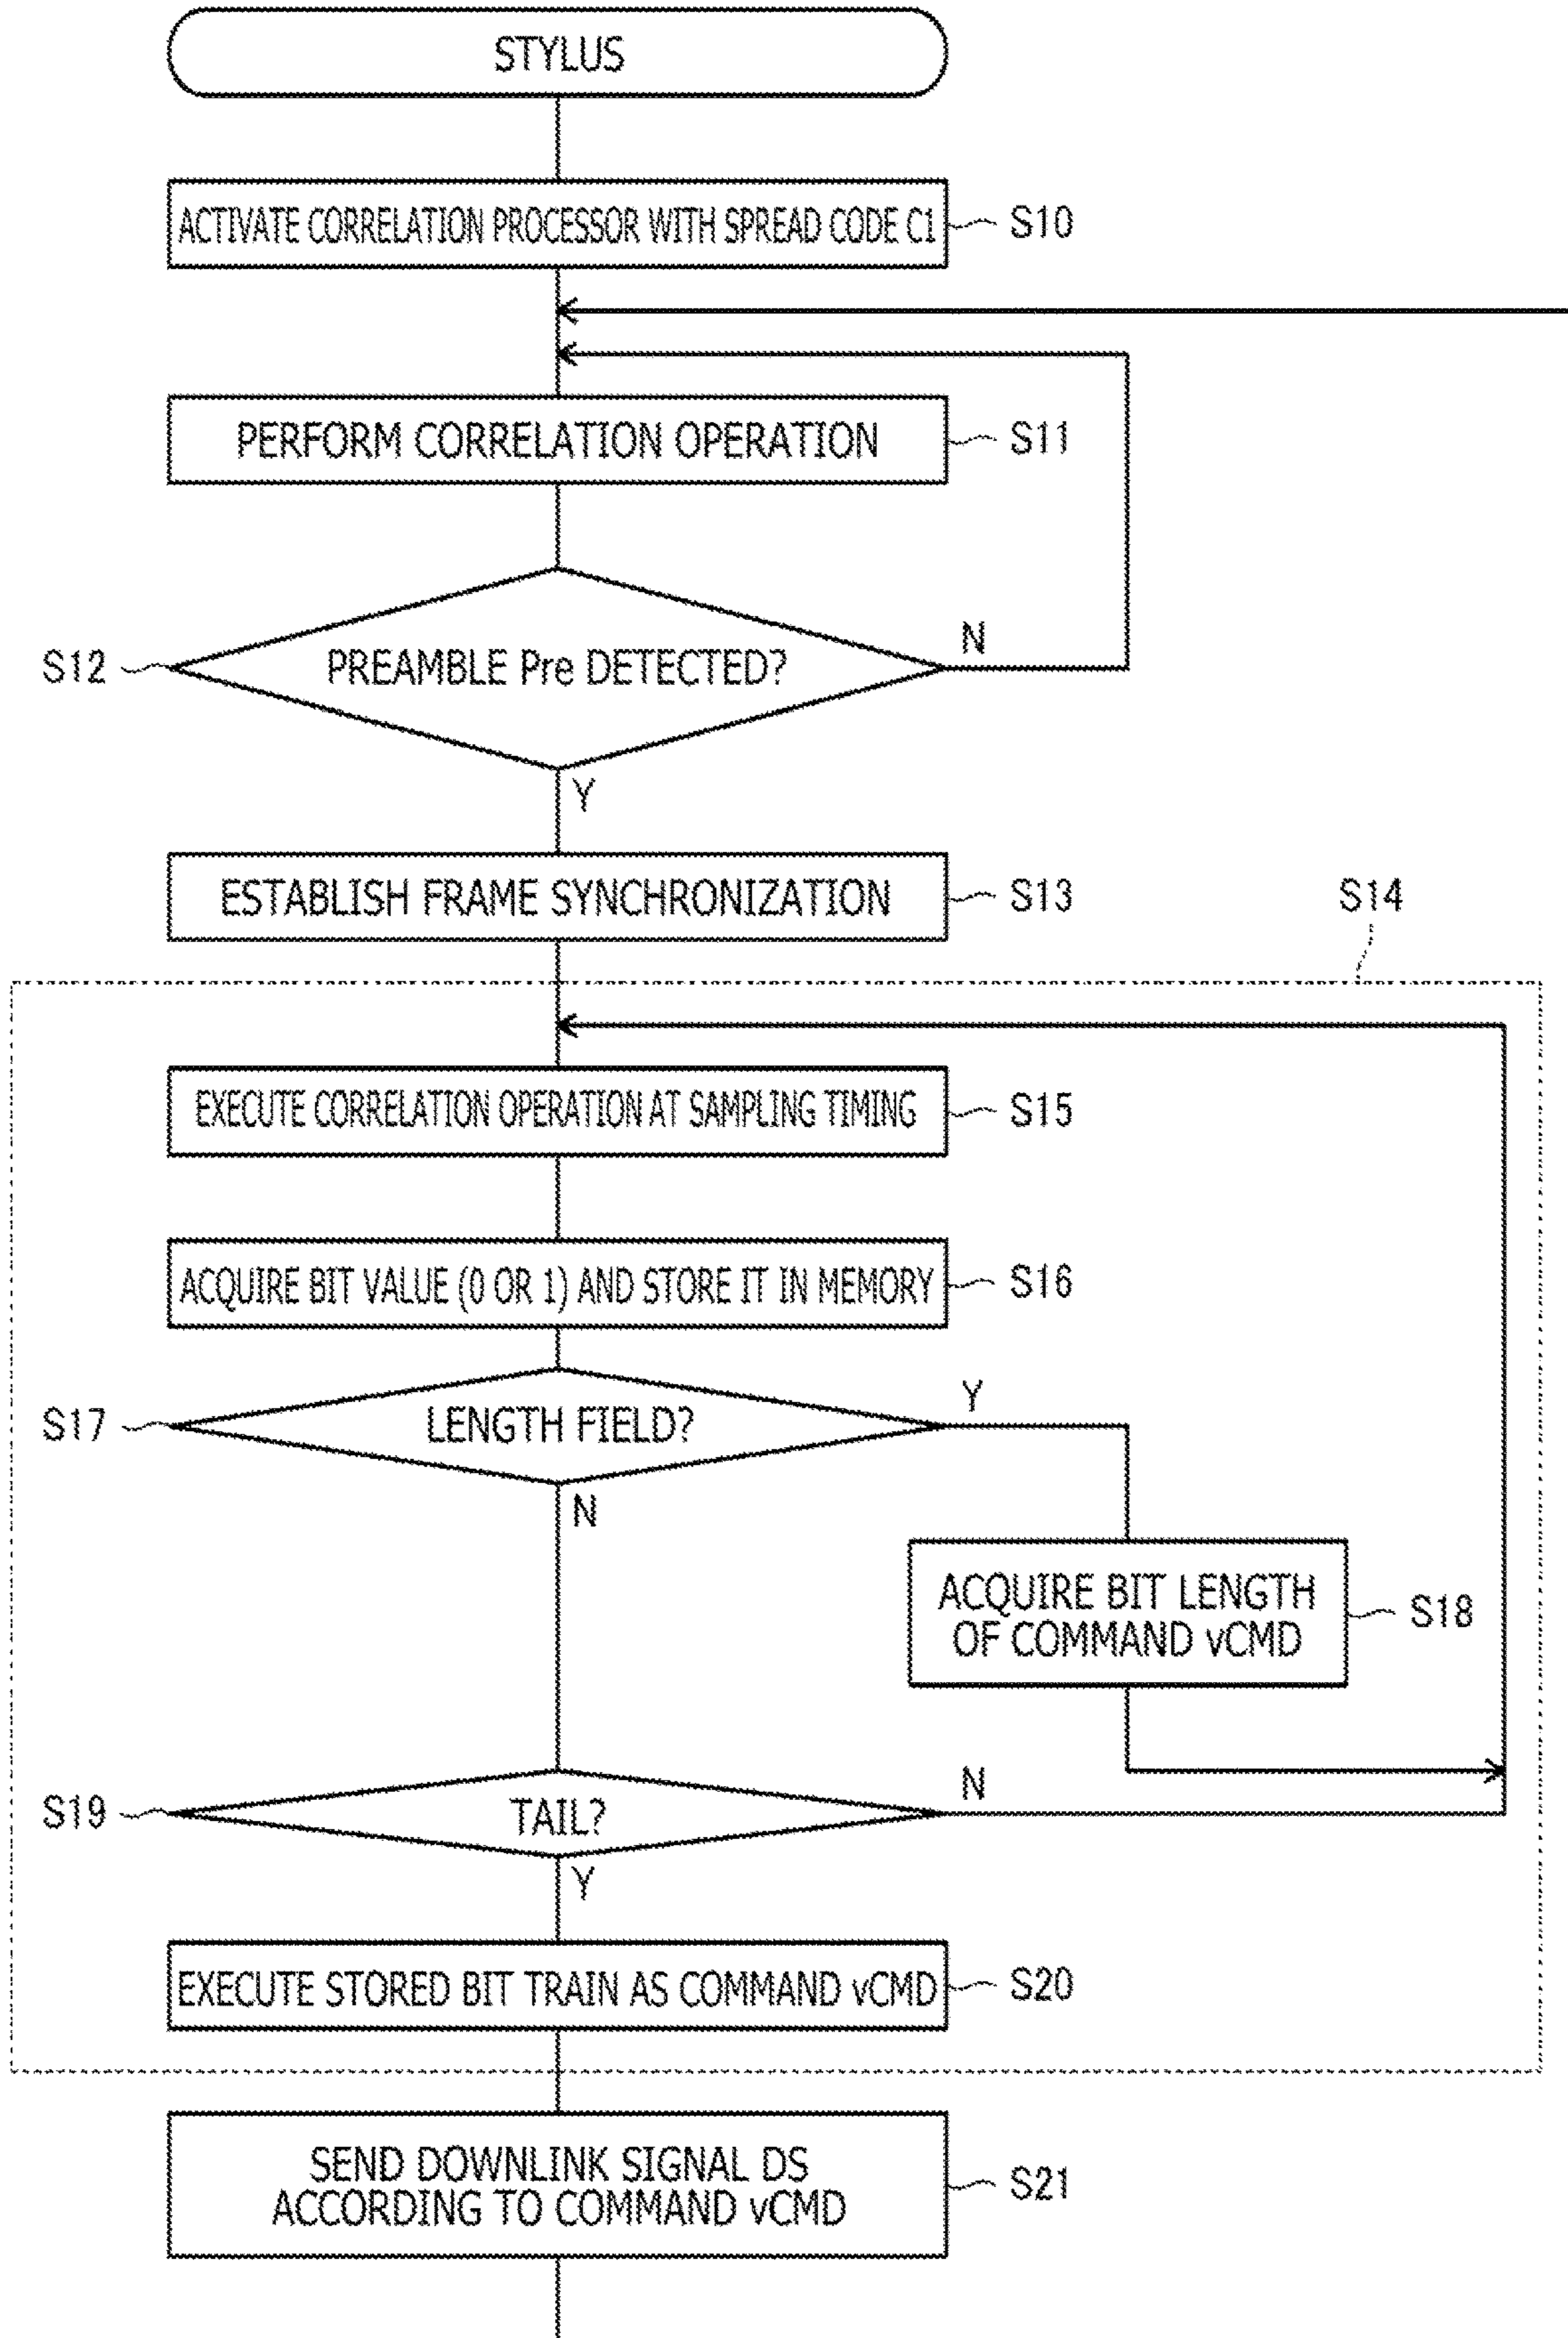 STYLUS
ACTIVATE CORRELATION PROCESSOR WITH SPREAD CODE C1
S10
PERFORM CORRELATION OPERATION
S11
S12
PREAMBLE Pre DETECTED?
N
Y
ESTABLISH FRAME SYNCHRONIZATION
S13
S14
EXECUTE CORRELATION OPERATION AT SAMPLING TIMING
S15
ACQUIRE BIT VALUE (0 OR 1) AND STORE IT IN MEMORY
S16
S17
LENGTH FIELD?
Y
N
ACQUIRE BIT LENGTH
OF COMMAND vCMD
S18
S19
TAIL?
N
Y
EXECUTE STORED BIT TRAIN AS COMMAND vCMD
S20
SEND DOWNLINK SIGNAL DS
ACCORDING TO COMMAND vCMD
S21